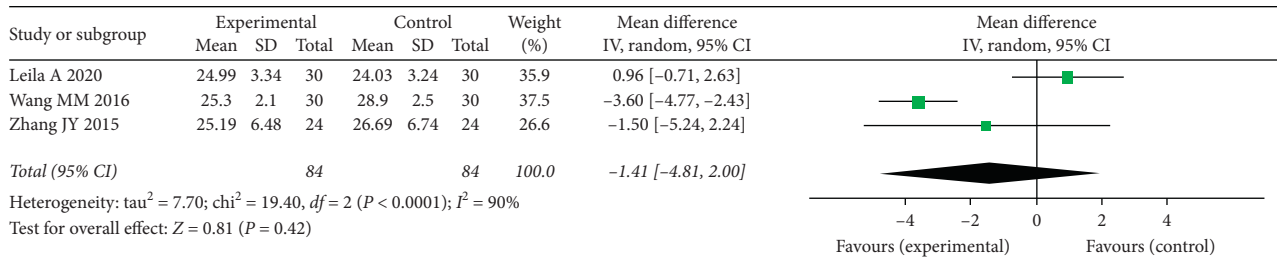 Study or subgroup Experimental Control Weight (%) Mean difference IV, random, 95% CI Mean difference IV, random, 95% CI
Mean SD Total Mean SD Total
Leila A 2020 24.99 3.34 30 24.03 3.24 30 35.9 0.96 [–0.71, 2.63]
Wang MM 2016 25.3 2.1 30 28.9 2.5 30 37.5 –3.60 [–4.77, –2.43]
Zhang JY 2015 25.19 6.48 24 26.69 6.74 24 26.6 –1.50 [–5.24, 2.24]
Total (95% CI) 84 84 100.0 –1.41 [–4.81, 2.00]
Heterogeneity: tau² = 7.70; chi² = 19.40, df = 2 (P < 0.0001); I² = 90%
Test for overall effect: Z = 0.81 (P = 0.42)
–4 –2 0 2 4
Favours (experimental) Favours (control)